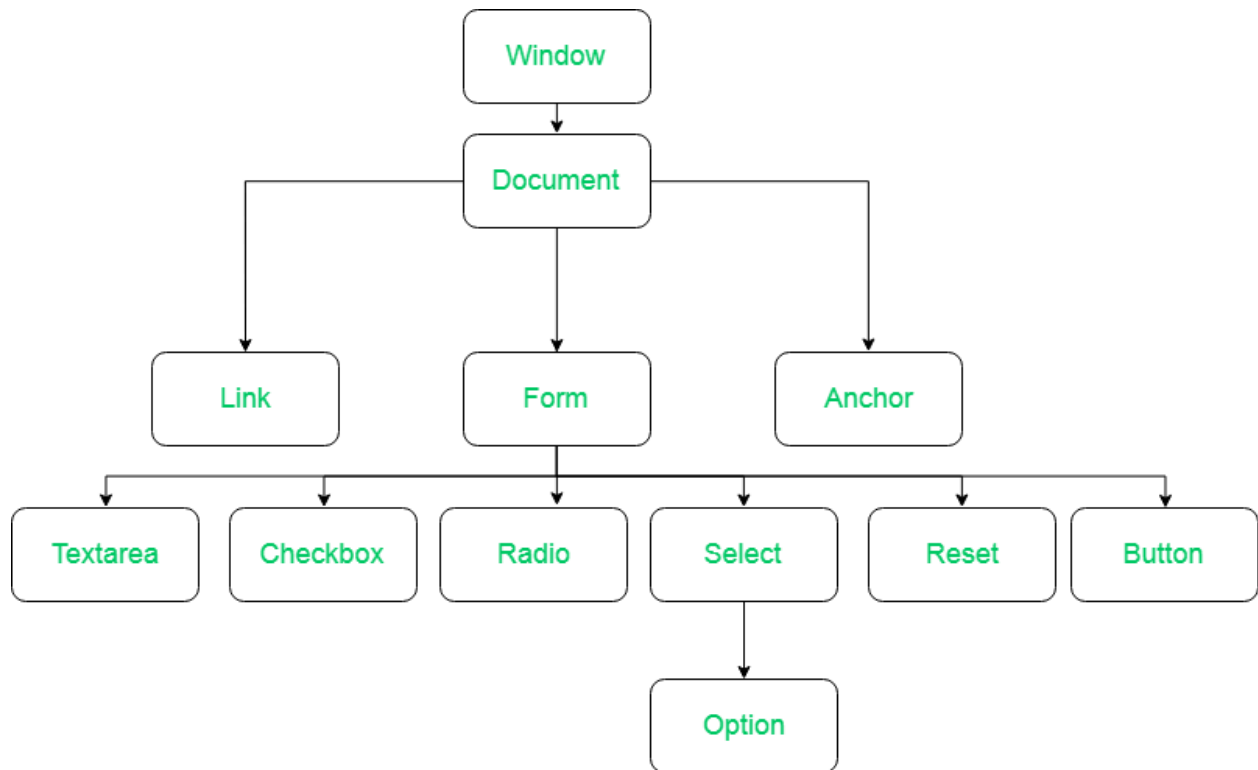 Window
Document
Link
Form
Anchor
Textarea
Checkbox
Radio
Select
Reset
Button
Option